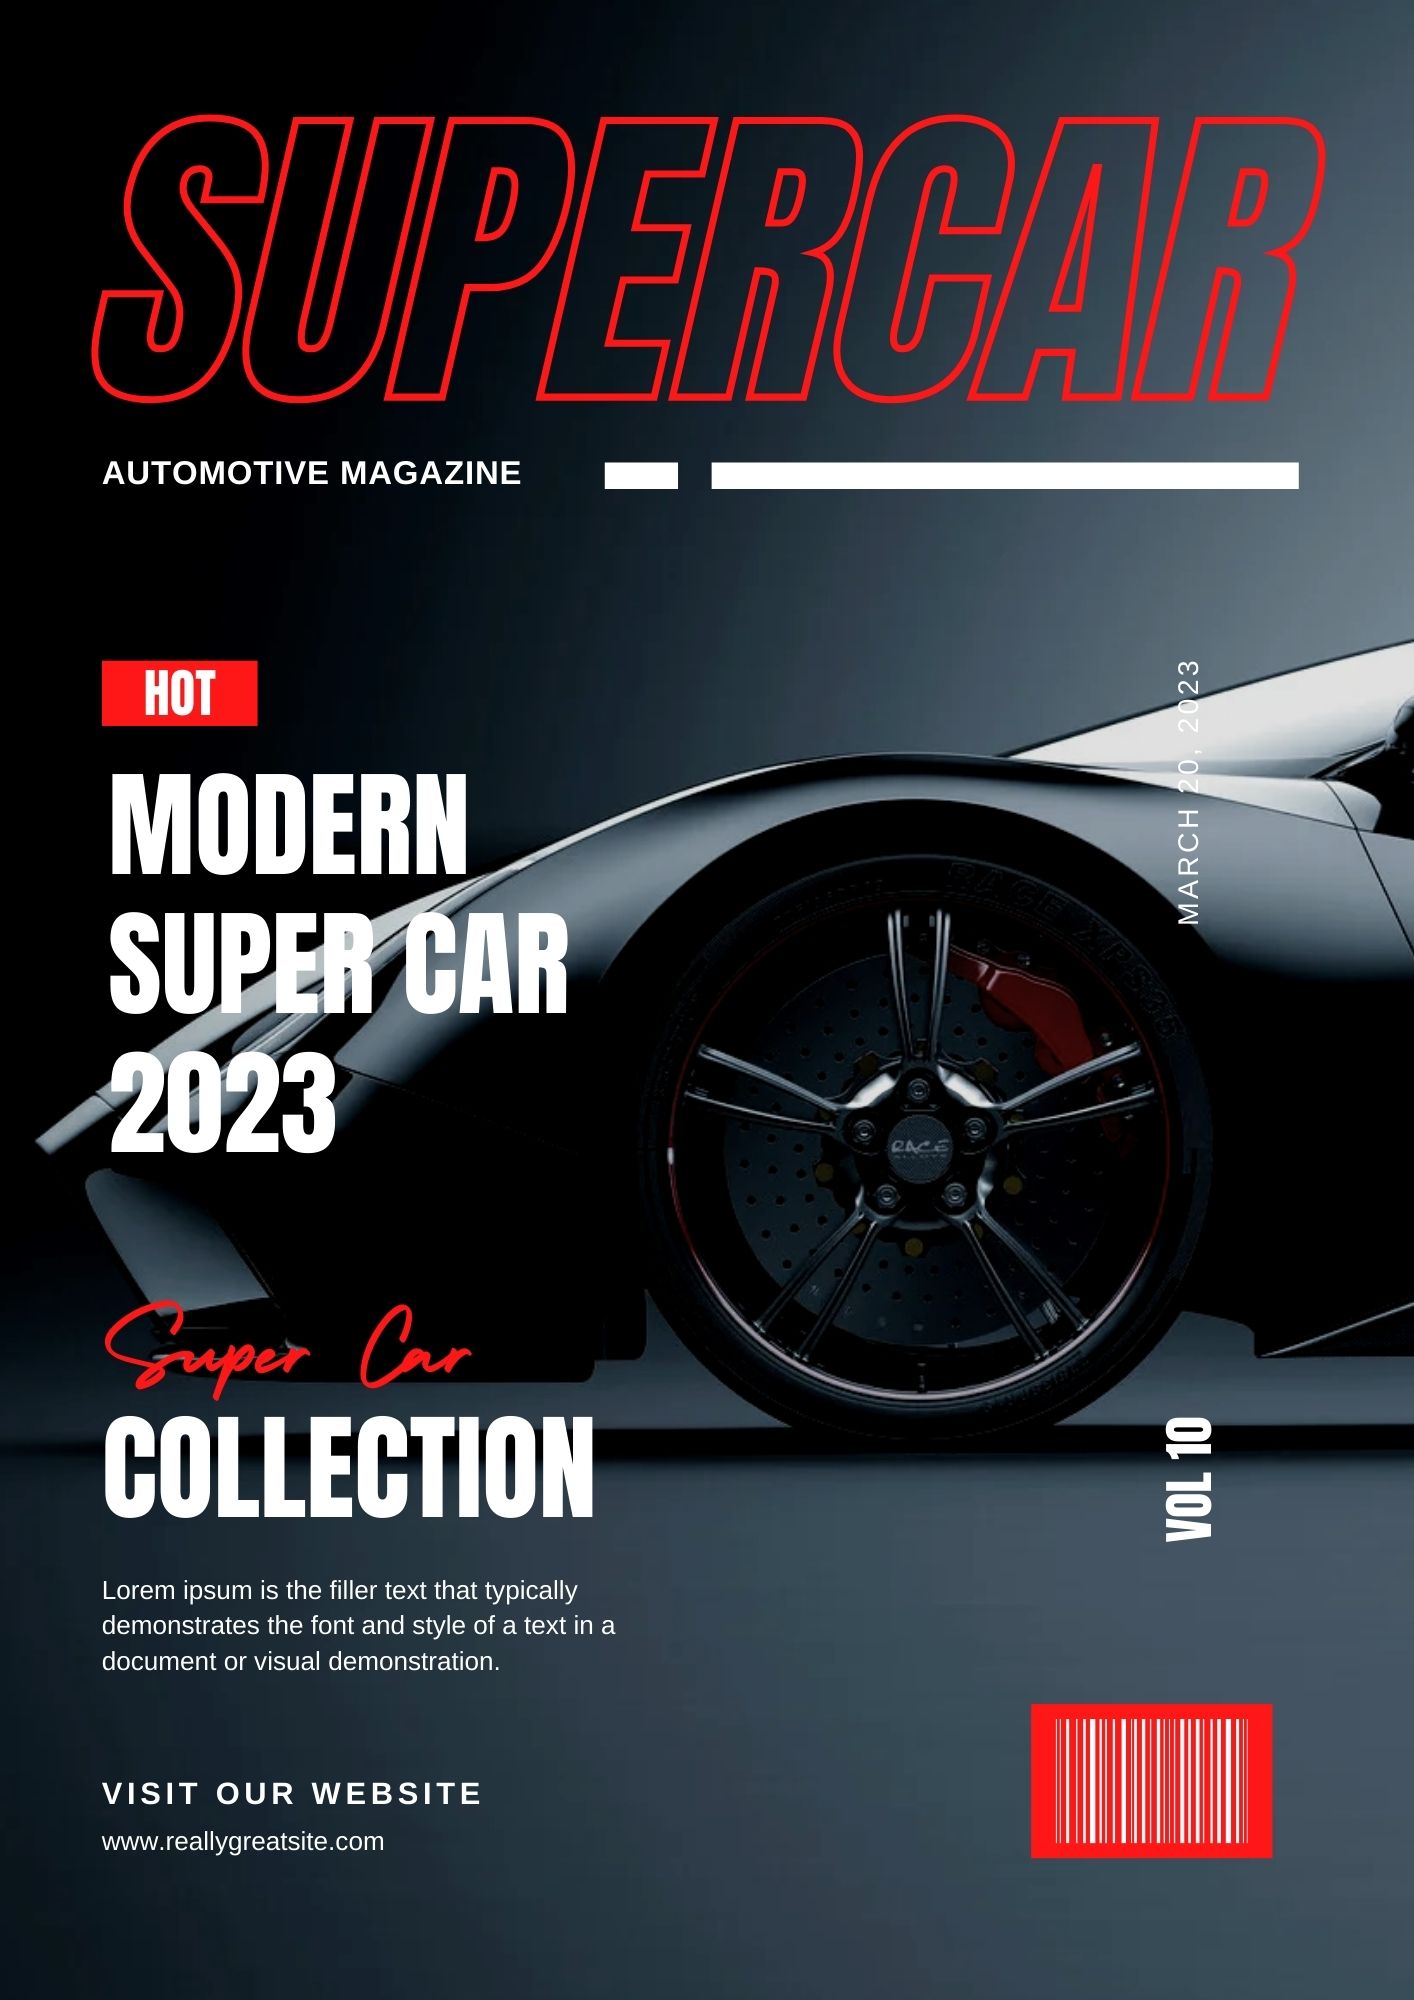 SUPERCAR
AUTOMOTIVE MAGAZINE
HOT
MARCH 20, 2023
MODERN
SUPER CAR
2023
RACE
Super Car
COLLECTION
VOL 10
Lorem ipsum is the filler text that typically
demonstrates the font and style of a text in a
document or visual demonstration.
VISIT OUR WEBSITE
www.reallygreatsite.com